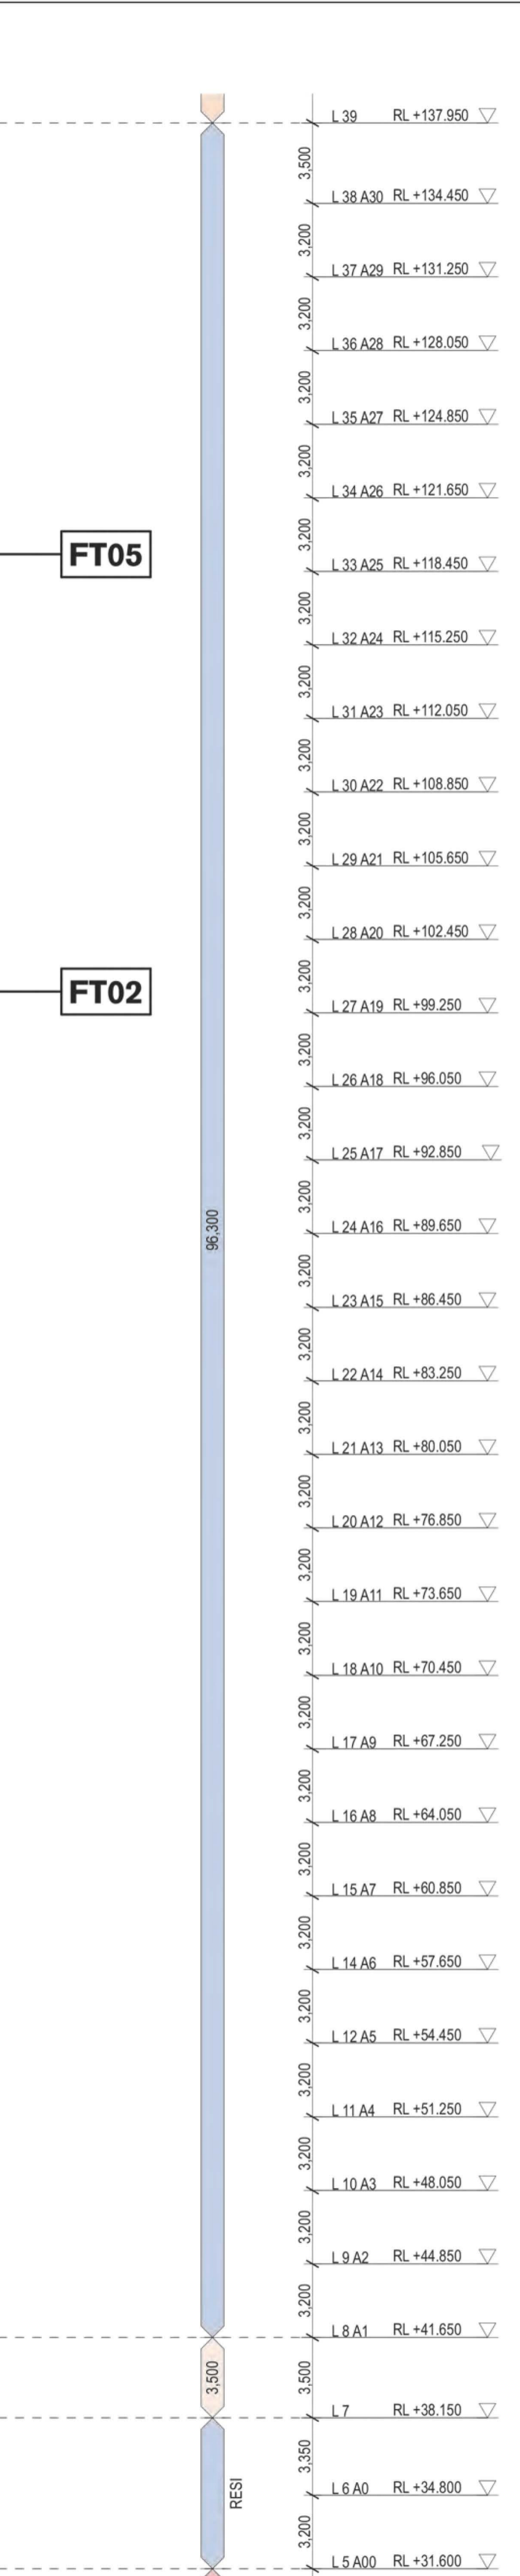 L 39 RL +137.950
3,500
L 38 A30 RL +134.450
3,200
L 37 A29 RL +131.250
3,200
L 36 A28 RL +128.050
3,200
L 35 A27 RL +124.850
3,200
L 34 A26 RL +121.650
3,200
FT05
L 33 A25 RL +118.450
3,200
L 32 A24 RL +115.250
3,200
L 31 A23 RL +112.050
3,200
L 30 A22 RL +108.850
3,200
L 29 A21 RL +105.650
3,200
L 28 A20 RL +102.450
3,200
FT02
L 27 A19 RL +99.250
3,200
L 26 A18 RL +96.050
3,200
L 25 A17 RL +92.850
3,200
L 24 A16 RL +89.650
96,300
3,200
L 23 A15 RL +86.450
3,200
L 22 A14 RL +83.250
3,200
L 21 A13 RL +80.050
3,200
L 20 A12 RL +76.850
3,200
L 19 A11 RL +73.650
3,200
L 18 A10 RL +70.450
3,200
L 17 A9 RL +67.250
3,200
L 16 A8 RL +64.050
3,200
L 15 A7 RL +60.850
3,200
L 14 A6 RL +57.650
3,200
L 12 A5 RL +54.450
3,200
L 11 A4 RL +51.250
3,200
L 10 A3 RL +48.050
3,200
L 9 A2 RL +44.850
3,200
L 8 A1 RL +41.650
3,500
3,500
L 7 RL +38.150
3,350
RESI
L 6 A0 RL +34.800
3,200
L 5 A00 RL +31.600